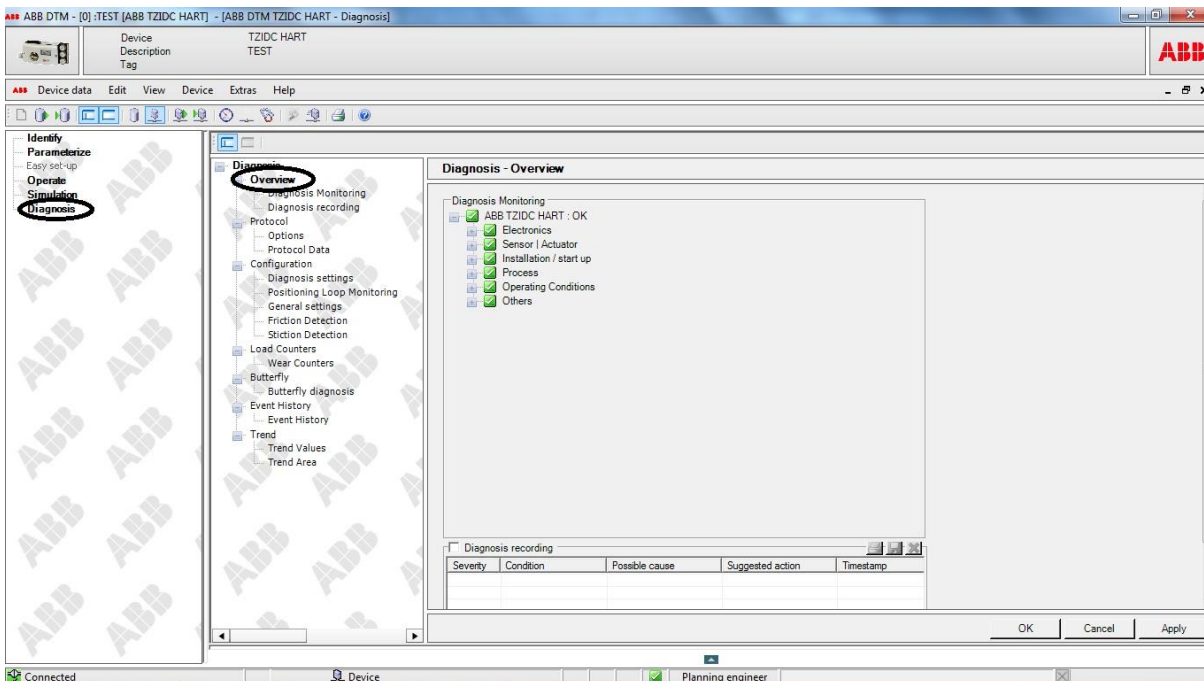 ABB ABB DTM - [0] :TEST [ABB TZIDC HART] - [ABB DTM TZIDC HART - Diagnosis]
Device TZIDC HART
Description TEST
Tag
ABB
ABB Device data Edit View Device Extras Help
Identify
Parameterize
Easy set-up
Operate
Simulation
Diagnosis
Diagnosis
Overview
Diagnosis Monitoring
Diagnosis recording
Protocol
Options
Protocol Data
Configuration
Diagnosis settings
Positioning Loop Monitoring
General settings
Friction Detection
Stiction Detection
Load Counters
Wear Counters
Butterfly
Butterfly diagnosis
Event History
Event History
Trend
Trend Values
Trend Area
Diagnosis - Overview
Diagnosis Monitoring
ABB TZIDC HART : OK
Electronics
Sensor | Actuator
Installation / start up
Process
Operating Conditions
Others
Diagnosis recording
Severity Condition Possible cause Suggested action Timestamp
OK Cancel Apply
Connected Device Planning engineer